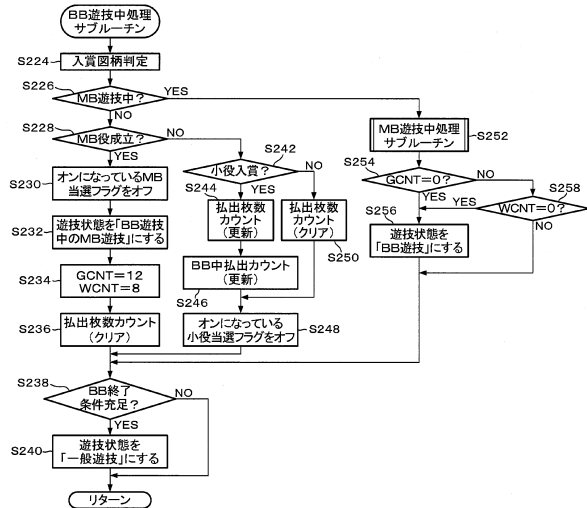 BB遊技中処理
サブルーチン
S224
入賞図柄判定
S226
MB遊技中?
YES
NO
S228
MB役成立?
NO
YES
S230
オンになっているMB
当選フラグをオフ
S232
遊技状態を「BB遊技
中のMB遊技」にする
S234
GCNT=12
WCNT=8
S236
払出枚数カウント
(クリア)
S242
小役入賞?
NO
YES
S244
払出枚数
カウント
(更新)
払出枚数
カウント
(クリア)
S250
BB中払出カウント
(更新)
S246
オンになっている
小役当選フラグをオフ
S248
MB遊技中処理
サブルーチン
S252
S254
GCNT=0?
NO
YES
S258
WCNT=0?
YES
NO
S256
遊技状態を
「BB遊技」にする
S238
BB終了
条件充足?
NO
YES
S240
遊技状態を
「一般遊技」にする
リターン